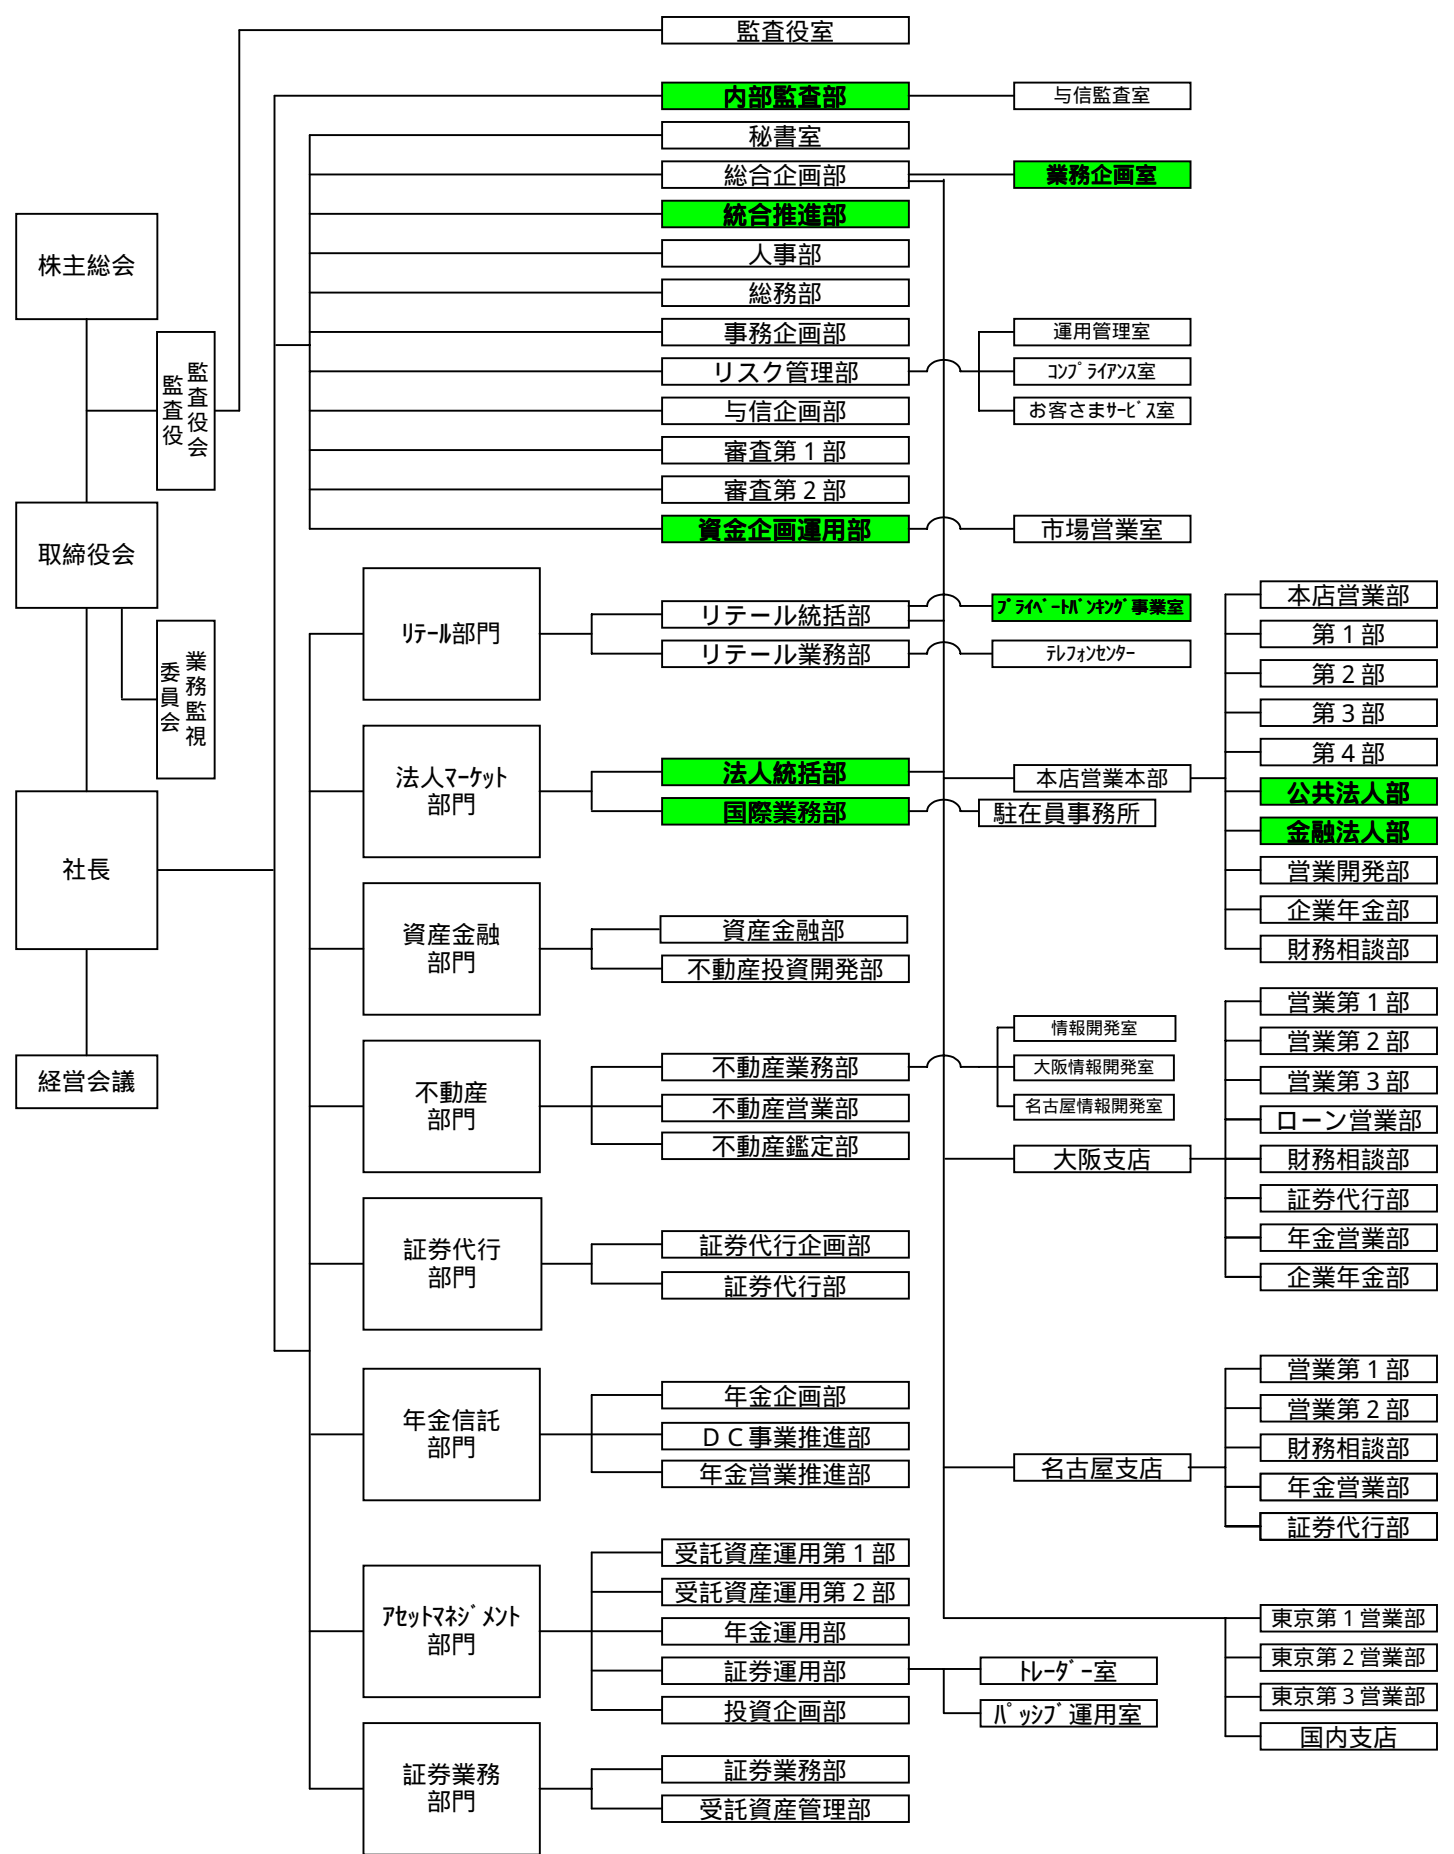 監査役室
内部監査部
与信監査室
秘書室
総合企画部
業務企画室
統合推進部
人事部
総務部
事務企画部
リスク管理部
運用管理室
ｺﾝﾌﾟﾗｲｱﾝｽ室
お客さまｻｰﾋﾞｽ室
与信企画部
審査第１部
審査第２部
資金企画運用部
市場営業室
株主総会
監査役会
監査役
取締役会
業務監視
委員会
社長
経営会議
ﾘﾃｰﾙ部門
リテール統括部
ﾌﾟﾗｲﾍﾞｰﾄﾊﾞﾝｷﾝｸﾞ事業室
リテール業務部
ﾃﾚﾌｫﾝｾﾝﾀｰ
法人ﾏｰｹｯﾄ
部門
法人統括部
国際業務部
駐在員事務所
本店営業本部
本店営業部
第１部
第２部
第３部
第４部
公共法人部
金融法人部
営業開発部
企業年金部
財務相談部
資産金融
部門
資産金融部
不動産投資開発部
不動産
部門
不動産業務部
情報開発室
大阪情報開発室
名古屋情報開発室
不動産営業部
不動産鑑定部
大阪支店
営業第１部
営業第２部
営業第３部
ローン営業部
財務相談部
証券代行部
年金営業部
企業年金部
証券代行
部門
証券代行企画部
証券代行部
年金信託
部門
年金企画部
ＤＣ事業推進部
年金営業推進部
名古屋支店
営業第１部
営業第２部
財務相談部
年金営業部
証券代行部
ｱｾｯﾄﾏﾈｼﾞﾒﾝﾄ
部門
受託資産運用第１部
受託資産運用第２部
年金運用部
証券運用部
ﾄﾚｰﾀﾞｰ室
ﾊﾟｯｼﾌﾞ運用室
投資企画部
東京第１営業部
東京第２営業部
東京第３営業部
国内支店
証券業務
部門
証券業務部
受託資産管理部